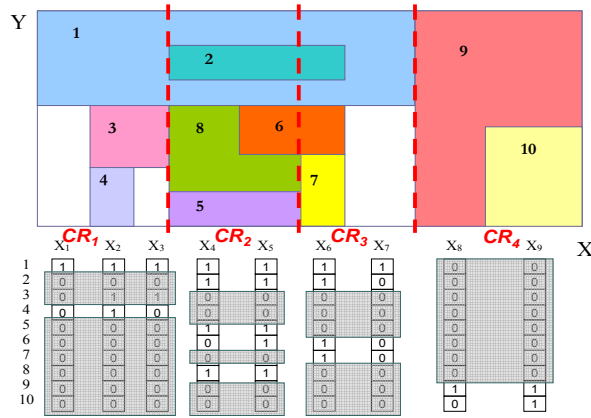 Y
1
2
9
3
8
6
10
4
7
5
X
CR1 CR2 CR3 CR4
X1 X2 X3 X4 X5 X6 X7 X8 X9
1 1 1 1 1 1 1 1 0 0
2 0 0 0 1 1 1 0 0 0
3 0 1 1 0 0 0 0 0 0
4 0 1 0 0 0 0 0 0 0
5 0 0 0 1 1 0 0 0 0
6 0 0 0 0 1 1 0 0 0
7 0 0 0 0 0 1 0 0 0
8 0 0 0 1 1 0 0 0 0
9 0 0 0 0 0 0 0 1 1
10 0 0 0 0 0 0 0 0 1